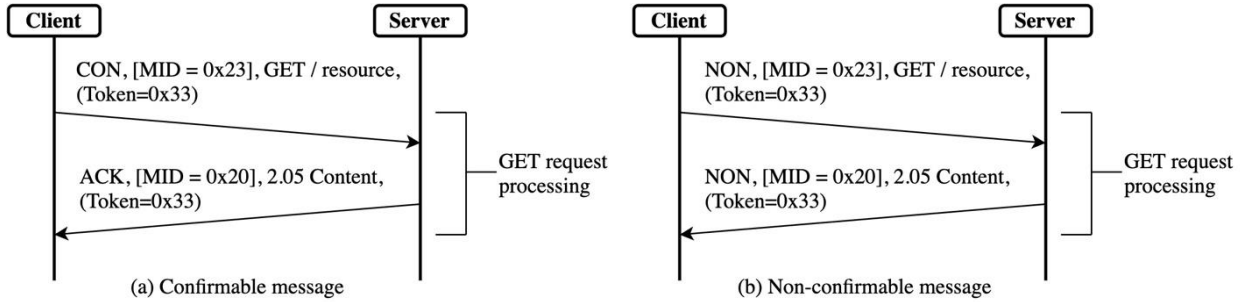 Client
Server
CON, [MID = 0x23], GET / resource,
(Token=0x33)
GET request
processing
ACK, [MID = 0x20], 2.05 Content,
(Token=0x33)
(a) Confirmable message
Client
Server
NON, [MID = 0x23], GET / resource,
(Token=0x33)
GET request
processing
NON, [MID = 0x20], 2.05 Content,
(Token=0x33)
(b) Non-confirmable message